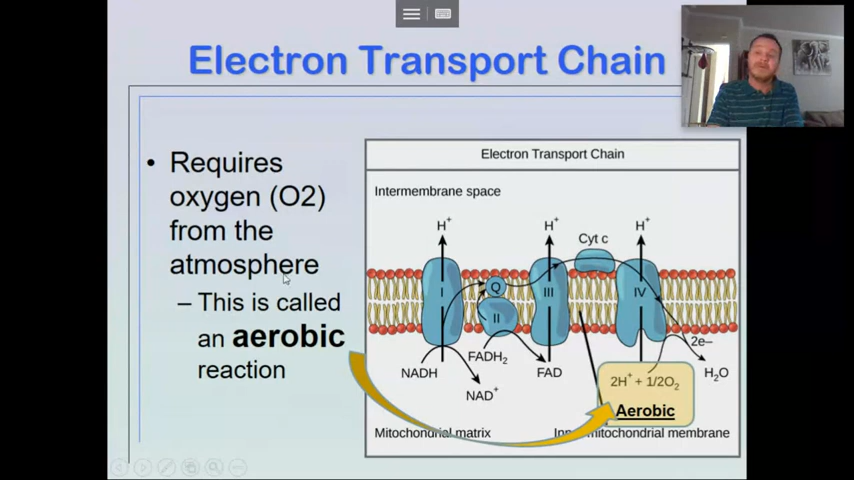 Electron Transport Chain
• Requires
oxygen (O2)
from the
atmosphere
– This is called
an aerobic
reaction
Electron Transport Chain
Intermembrane space
H+
H+
H+
Cyt c
I
Q
II
III
IV
2e–
NADH
FADH2
FAD
NAD+
2H+ + 1/2O2
H2O
Aerobic
Mitochondrial matrix
mitochondrial membrane